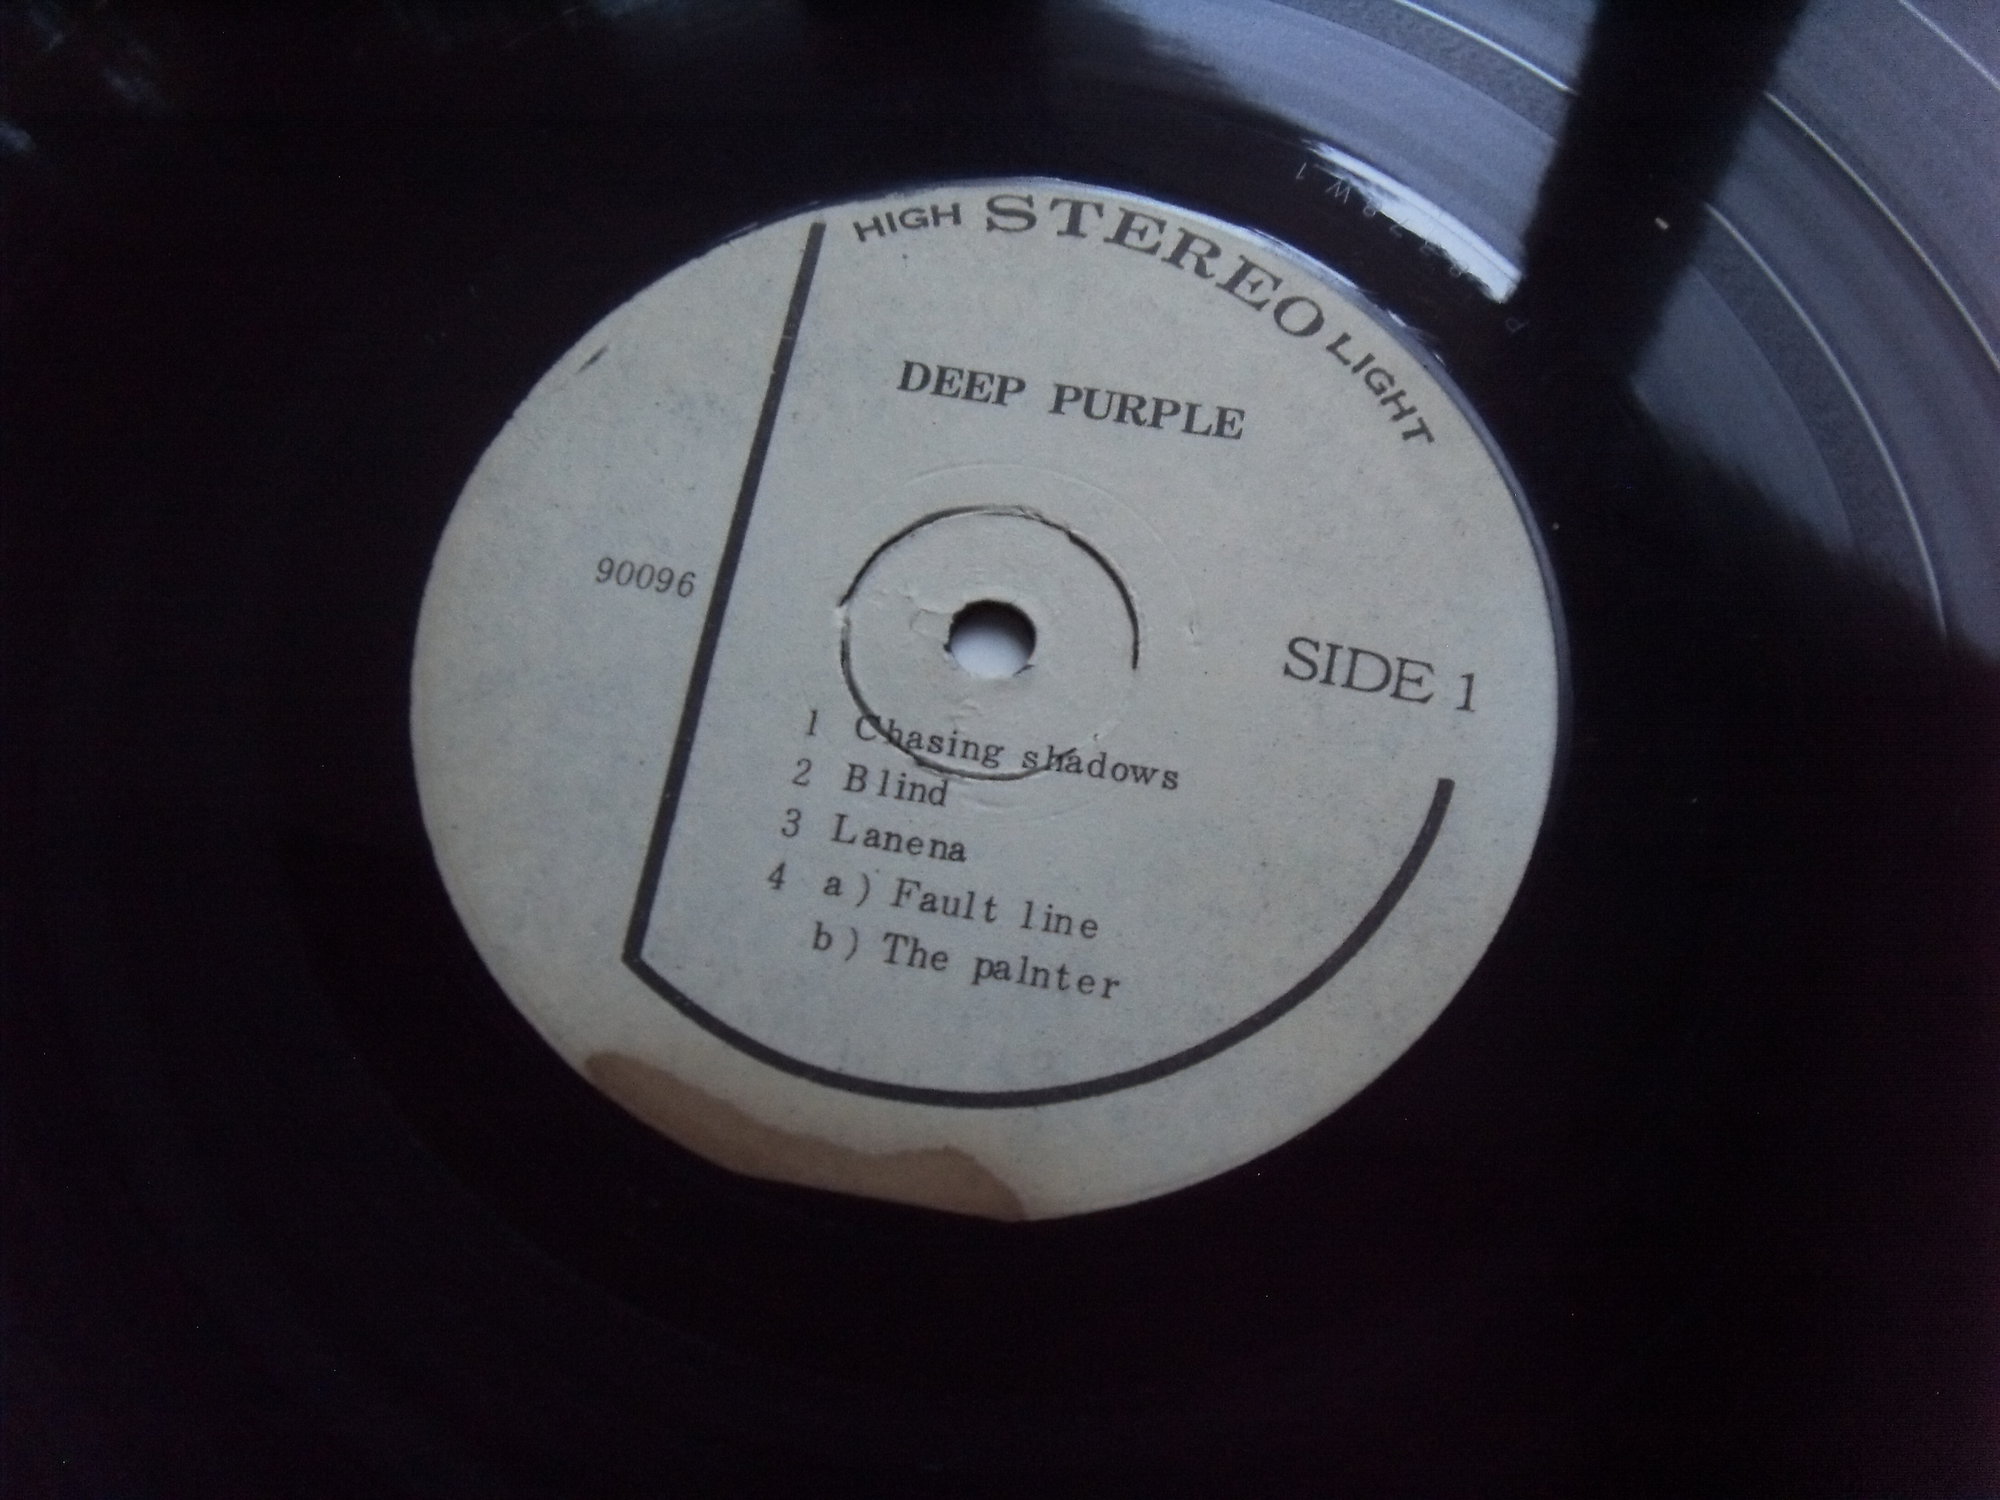 HIGH STEREO LIGHT
DEEP PURPLE
90096
SIDE 1
1 Chasing shadows
2 Blind
3 Lanena
4 a) Fault line
b) The palnter